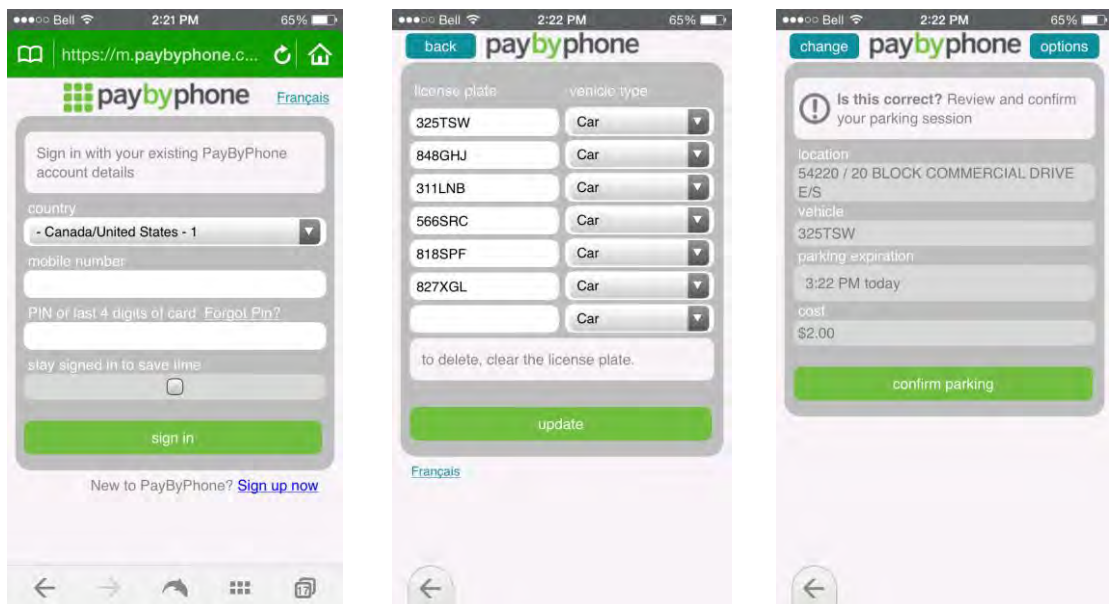 Bell 2:21 PM 65%
https://m.paybyphone.c...
paybyphone Français
Sign in with your existing PayByPhone
account details
country
- Canada/United States - 1
mobile number
PIN or last 4 digits of card Forgot Pin?
stay signed in to save time
sign in
New to PayByPhone? Sign up now
17
Bell 2:22 PM 65%
back paybyphone
license plate vehicle type
325TSW Car
848GHJ Car
311LNB Car
566SRC Car
818SPF Car
827XGL Car
Car
to delete, clear the license plate.
update
Français
Bell 2:22 PM 65%
change paybyphone options
Is this correct? Review and confirm
your parking session
location
54220 / 20 BLOCK COMMERCIAL DRIVE
E/S
vehicle
325TSW
parking expiration
3:22 PM today
cost
$2.00
confirm parking